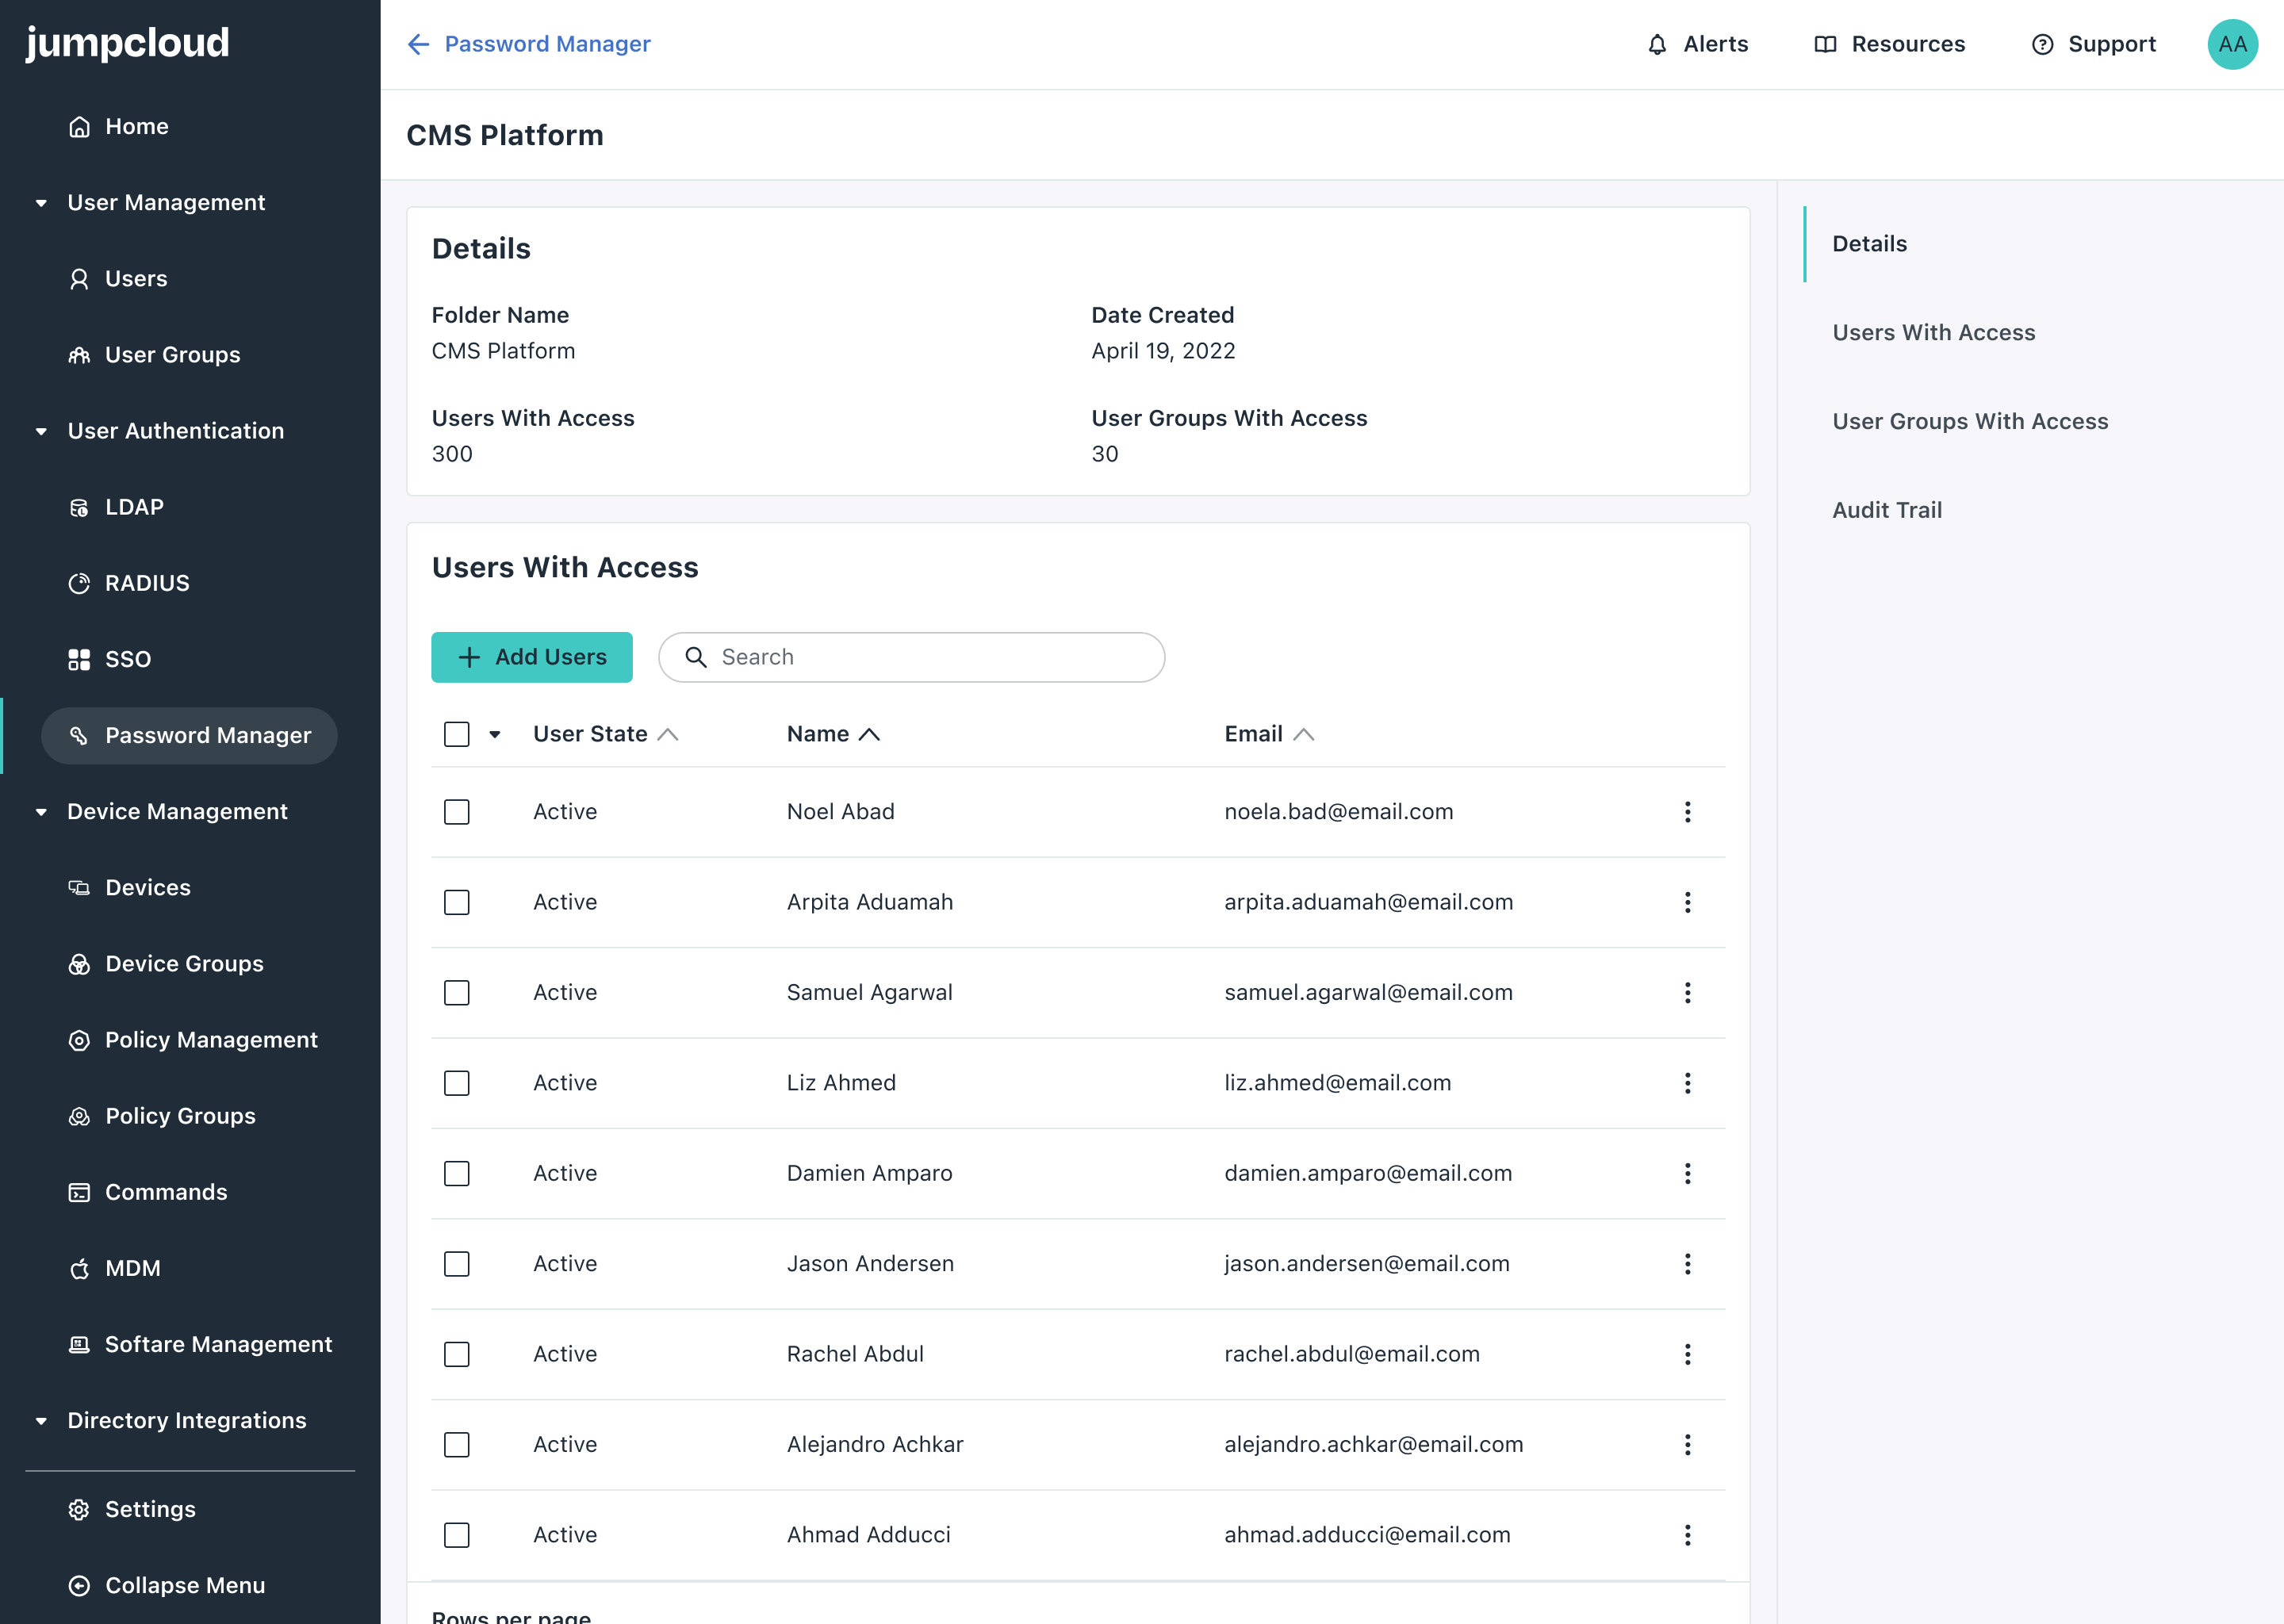 jumpcloud
Home
User Management
Users
User Groups
User Authentication
LDAP
RADIUS
SSO
Password Manager
Device Management
Devices
Device Groups
Policy Management
Policy Groups
Commands
MDM
Softare Management
Directory Integrations
Settings
Collapse Menu
Password Manager
Alerts
Resources
Support
AA
CMS Platform
Details
Folder Name
CMS Platform
Date Created
April 19, 2022
Users With Access
300
User Groups With Access
30
Users With Access
Add Users
Search
User State Name Email
Active Noel Abad noela.bad@email.com
Active Arpita Aduamah arpita.aduamah@email.com
Active Samuel Agarwal samuel.agarwal@email.com
Active Liz Ahmed liz.ahmed@email.com
Active Damien Amparo damien.amparo@email.com
Active Jason Andersen jason.andersen@email.com
Active Rachel Abdul rachel.abdul@email.com
Active Alejandro Achkar alejandro.achkar@email.com
Active Ahmad Adducci ahmad.adducci@email.com
Rows per page
Details
Users With Access
User Groups With Access
Audit Trail